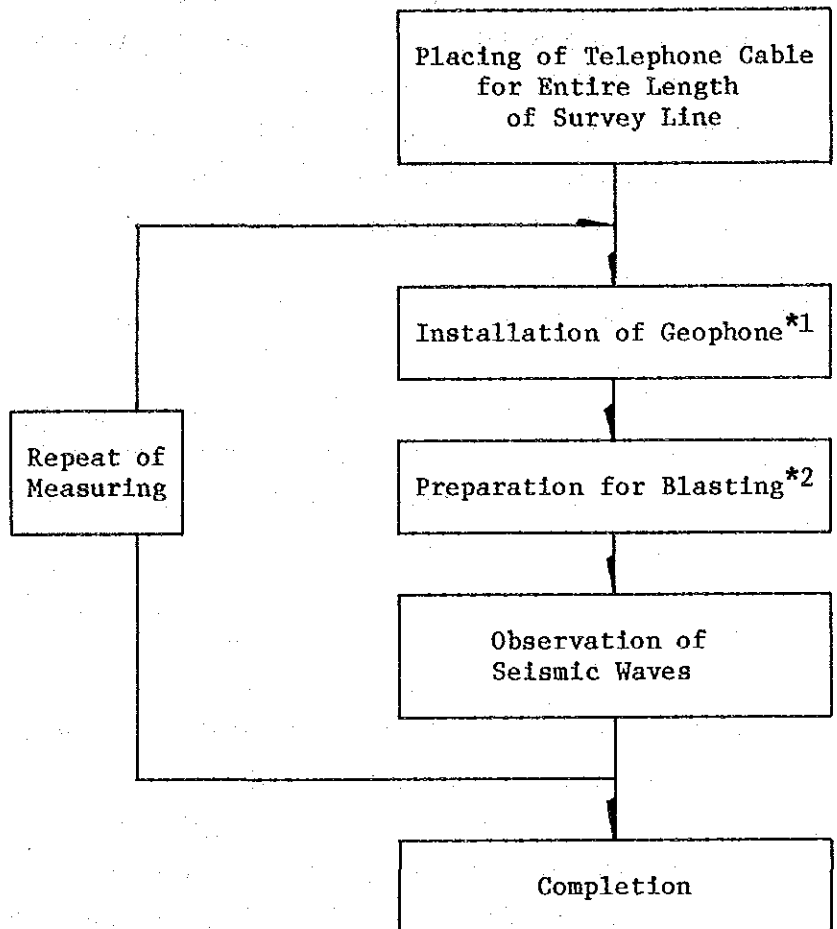 Placing of Telephone Cable
for Entire Length
of Survey Line
Installation of Geophone*1
Repeat of
Measuring
Preparation for Blasting*2
Observation of
Seismic Waves
Completion